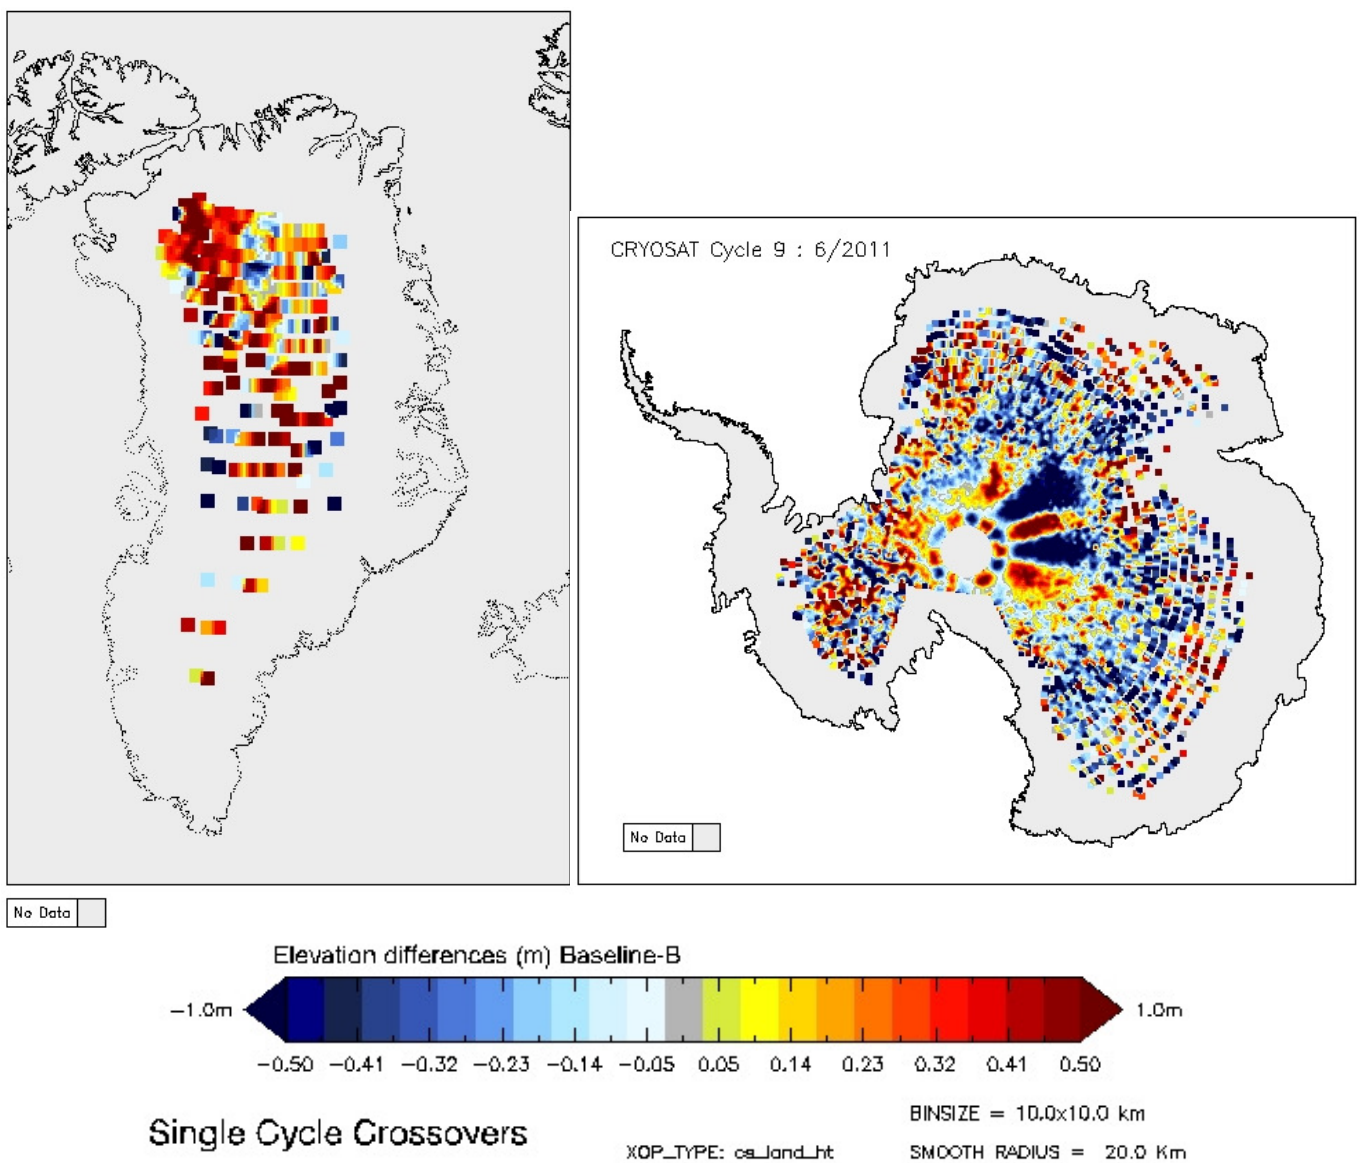 CRYOSAT Cycle 9 : 6/2011
No Data
No Data
Elevation differences (m) Baseline-B
−1.0m 1.0m
−0.50 −0.41 −0.32 −0.23 −0.14 −0.05 0.05 0.14 0.23 0.32 0.41 0.50
BINSIZE = 10.0x10.0 km
Single Cycle Crossovers
XOP_TYPE: cs_land_ht SMOOTH RADIUS = 20.0 Km